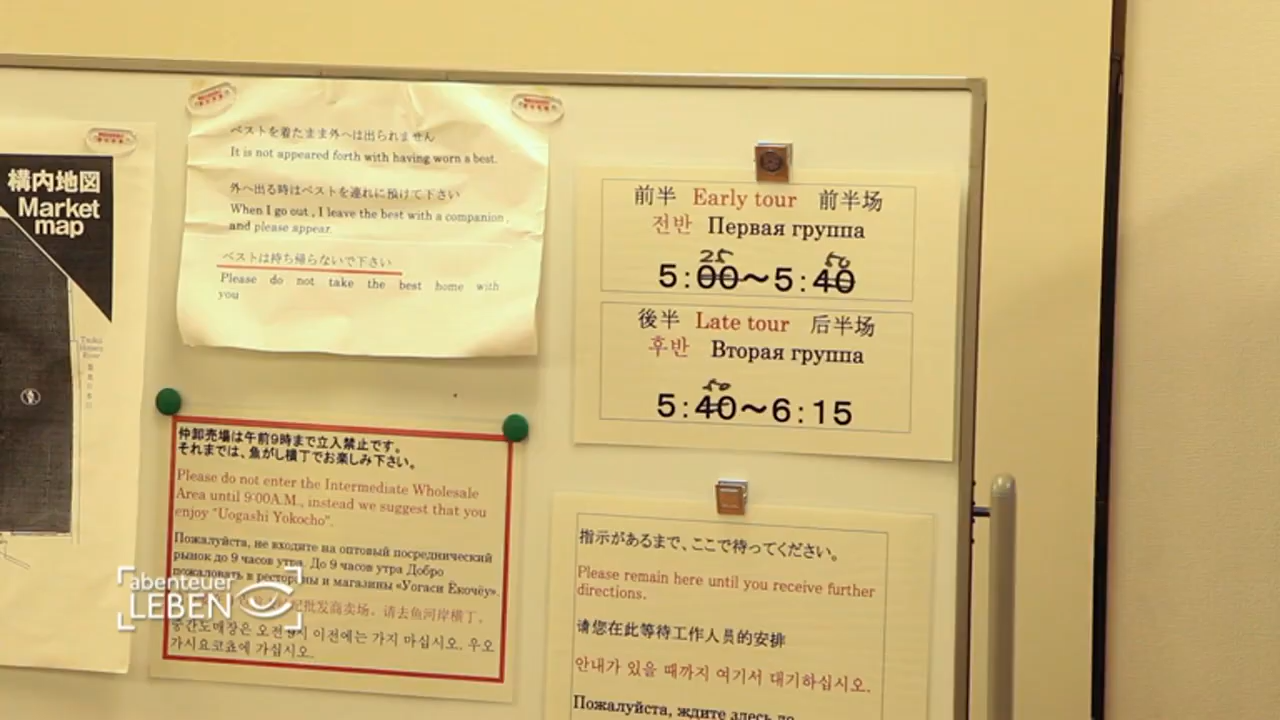 構内地図
Market
map
ベストを着たまま外へは出られません
It is not appeared forth with having worn a best.
外へ出る時はベストを連れに預けて下さい
When I go out , I leave the best with a companion,
and please appear.
ベストは持ち帰らないで下さい
Please do not take the best home with
you
前半 Early tour 前半场
전반 Первая группа
25 50
5:00～5:40
後半 Late tour 后半场
후반 Вторая группа
50
5:40～6:15
仲卸売場は午前9時まで立入禁止です。
それまでは、魚がし横丁でお楽しみ下さい。
Please do not enter the Intermediate Wholesale
Area until 9:00A.M., instead we suggest that you
enjoy "Uogashi Yokocho".
Пожалуйста, не входите на оптовый посреднический
рынок до 9 часов утра. До 9 часов утра Добро
пожаловать в рестораны и магазины «Уогаси Ёкочёу».
批发商卖场。请去鱼河岸横丁。
중간도매장은 오전 9시 이전에는 가지 마십시오. 우오
가시요코쵸에 가십시오.
指示があるまで、ここで待ってください。
Please remain here until you receive further
directions.
请您在此等待工作人员的安排
안내가 있을 때까지 여기서 대기하십시오.
Пожалуйста, ждите здесь до
abenteuer
LEBEN